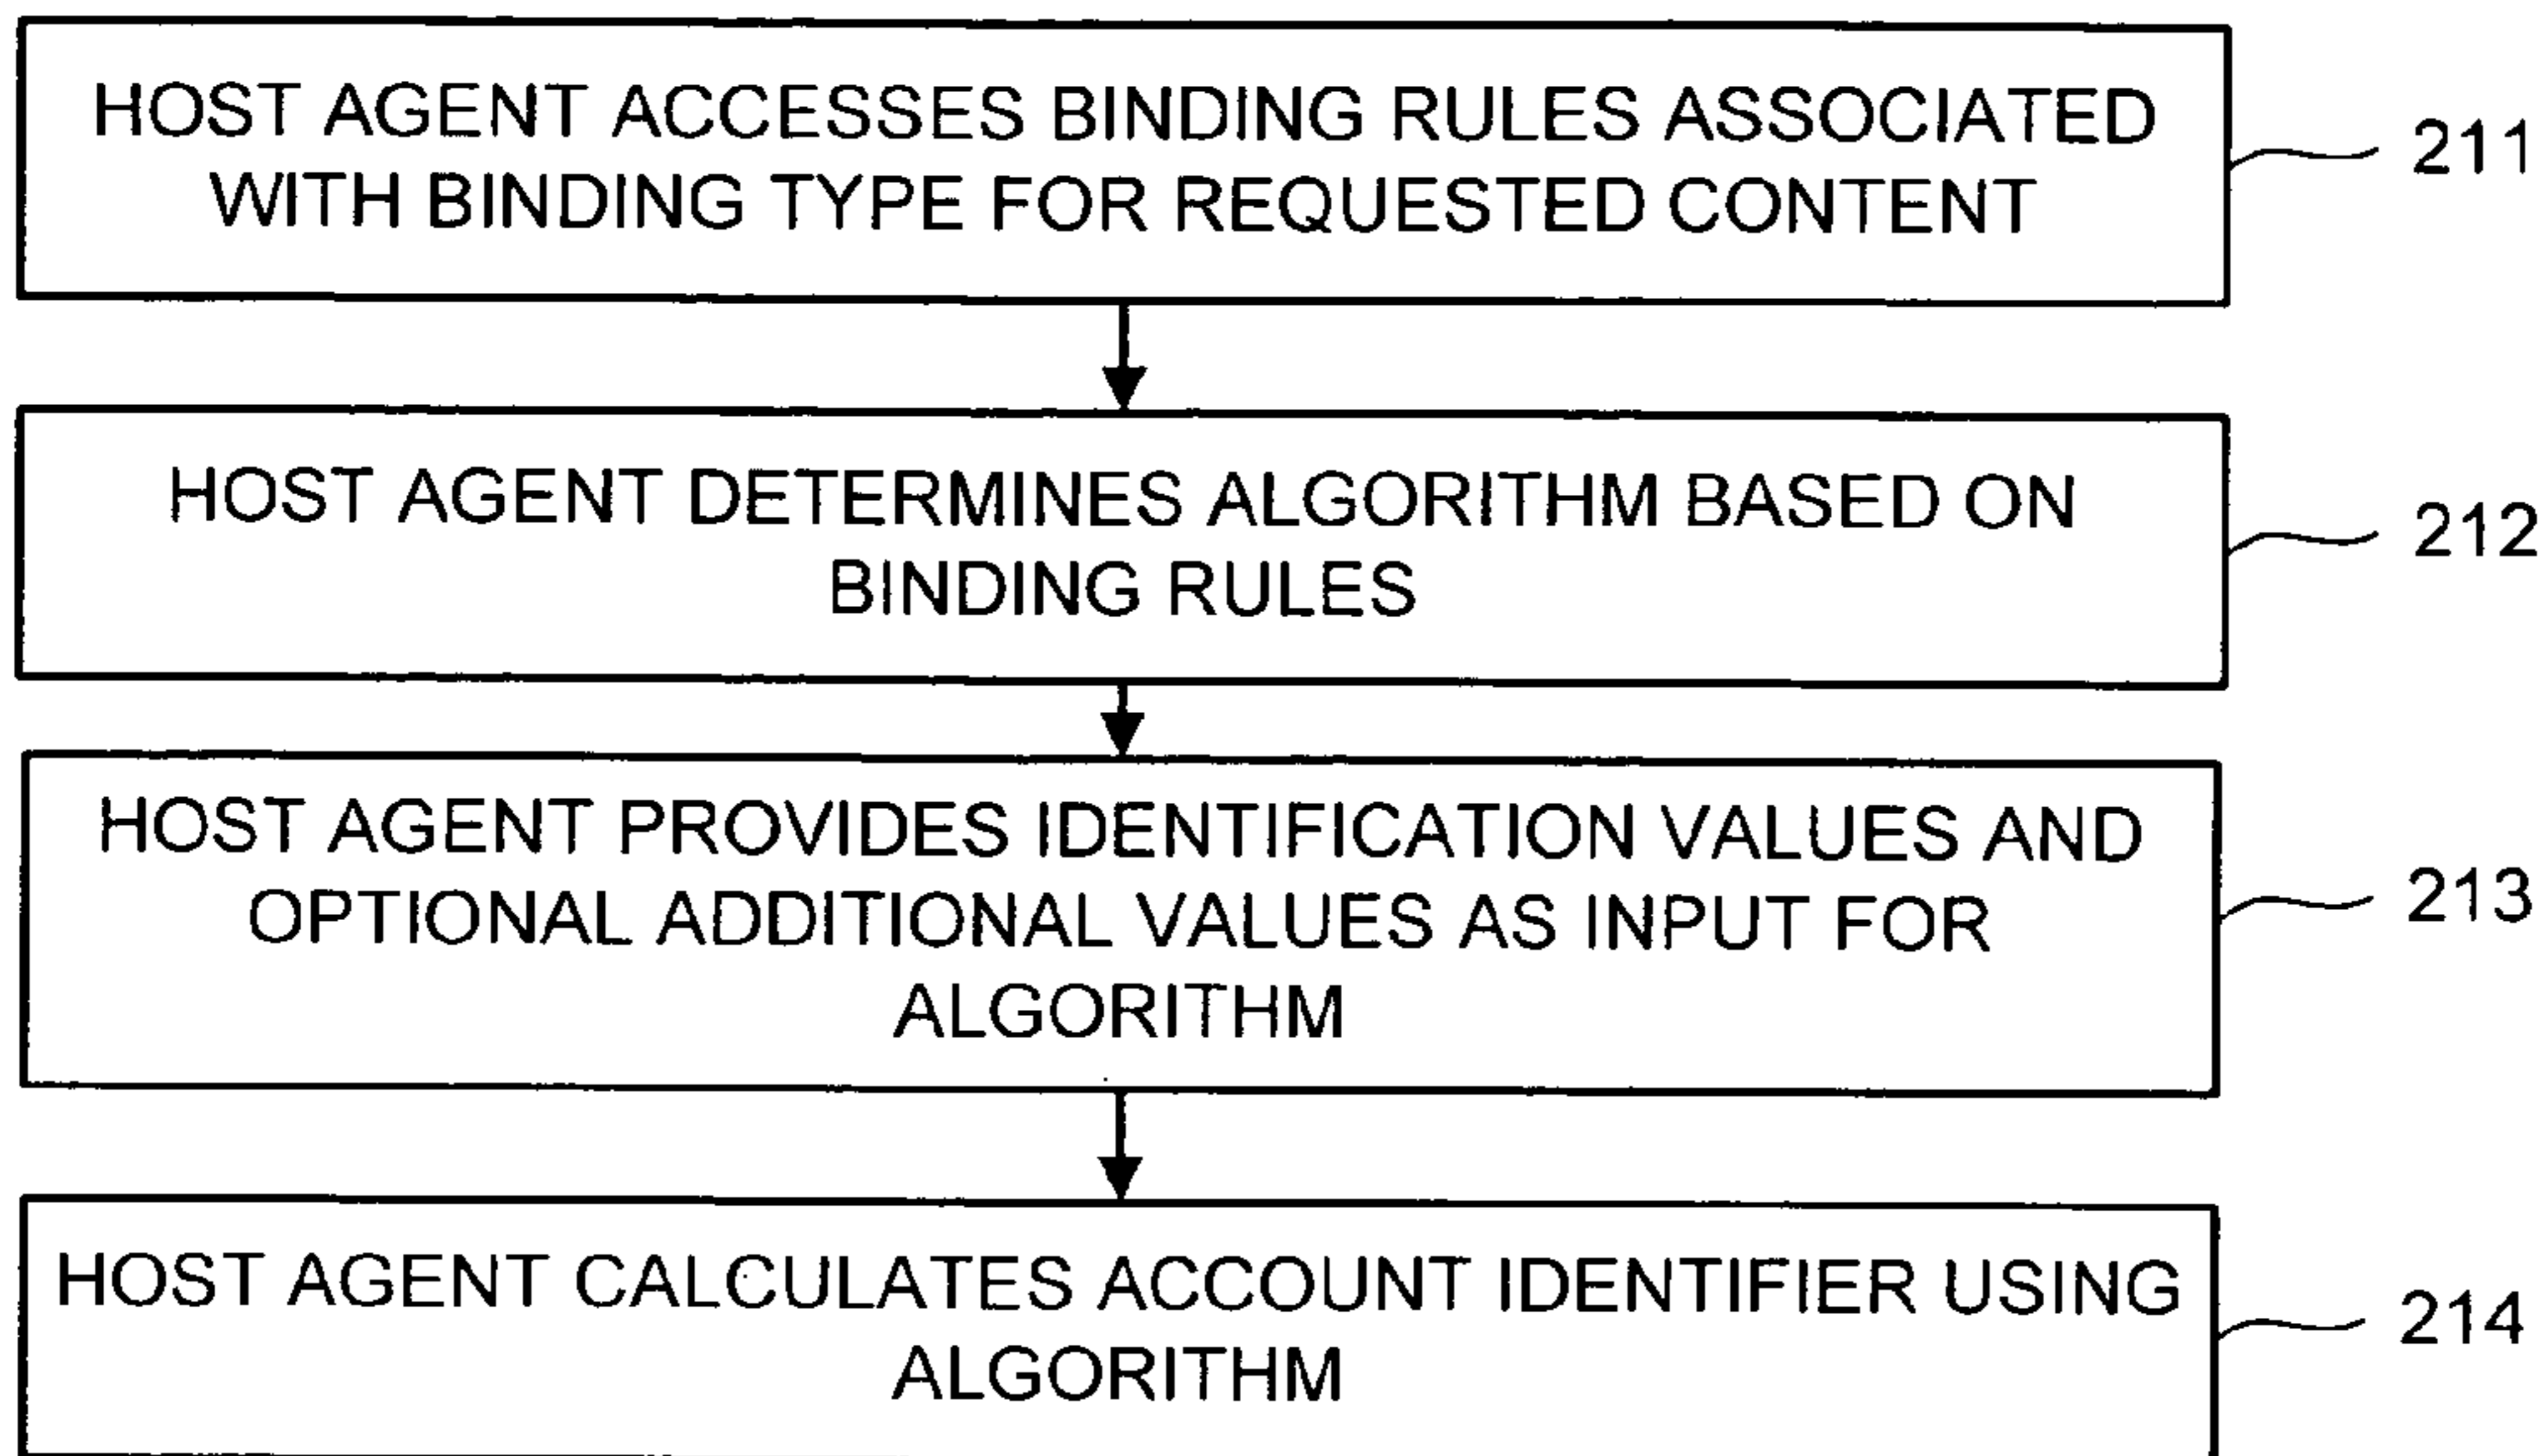 HOST AGENT ACCESSES BINDING RULES ASSOCIATED
WITH BINDING TYPE FOR REQUESTED CONTENT
211
HOST AGENT DETERMINES ALGORITHM BASED ON
BINDING RULES
212
HOST AGENT PROVIDES IDENTIFICATION VALUES AND
OPTIONAL ADDITIONAL VALUES AS INPUT FOR
ALGORITHM
213
HOST AGENT CALCULATES ACCOUNT IDENTIFIER USING
ALGORITHM
214